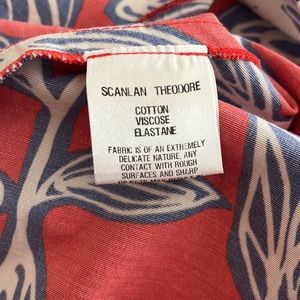 SCANLAN THEODORE
COTTON
VISCOSE
ELASTANE
FABRIC IS OF AN EXTREMELY
DELICATE NATURE. ANY
CONTACT WITH ROUGH
SURFACES AND SHARP